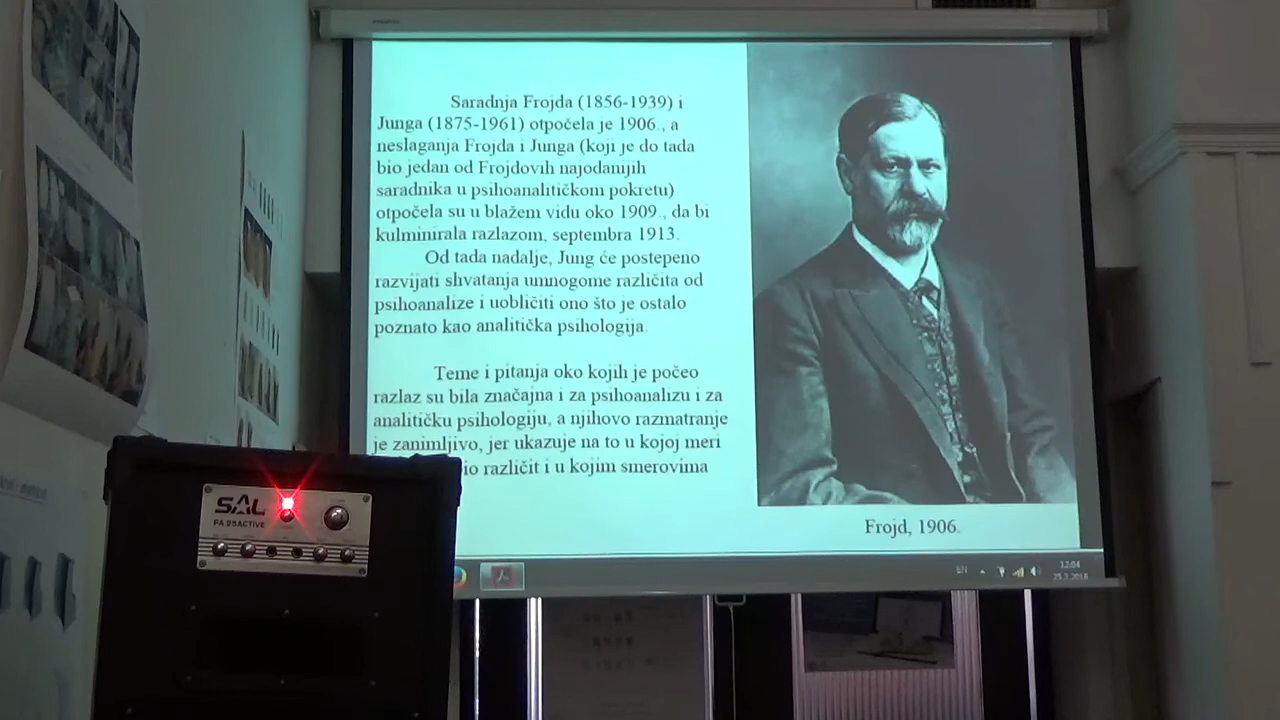 Saradnja Frojda (1856-1939) i
Junga (1875-1961) otpočela je 1906., a
neslaganja Frojda i Junga (koji je do tada
bio jedan od Frojdovih najodanijih
saradnika u psihoanalitičkom pokretu)
otpočela su u blažem vidu oko 1909., da bi
kulminirala razlazom, septembra 1913.
Od tada nadalje, Jung će postepeno
razvijati shvatanja umnogome različita od
psihoanalize i uobličiti ono što je ostalo
poznato kao analitička psihologija.
Teme i pitanja oko kojih je počeo
razlaz su bila značajna i za psihoanalizu i za
analitičku psihologiju, a njihovo razmatranje
je zanimljivo, jer ukazuje na to u kojoj meri
različit i u kojim smerovima
Frojd, 1906.
EN
12:04
25.3.2018
SAL
PA 25ACTIVE